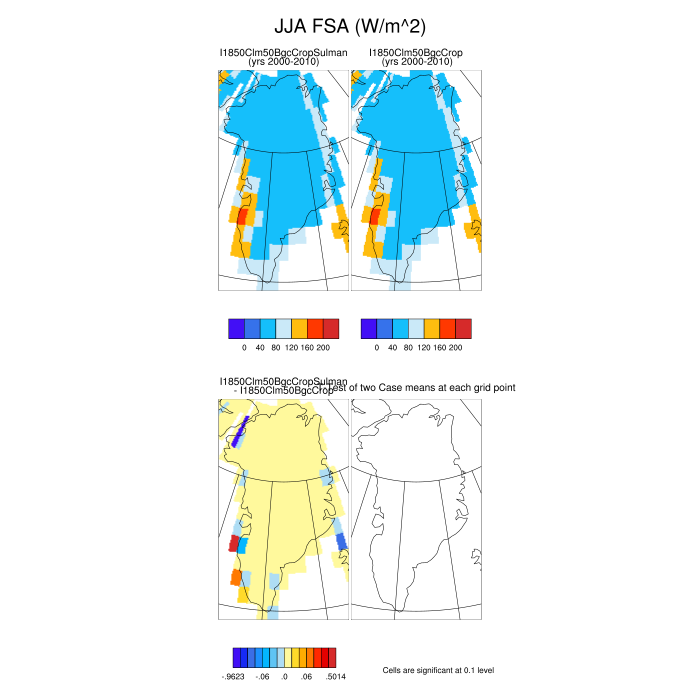 JJA FSA (W/m^2)
I1850Clm50BgcCropSulman
(yrs 2000-2010)
I1850Clm50BgcCrop
(yrs 2000-2010)
0 40 80 120 160 200
0 40 80 120 160 200
I1850Clm50BgcCropSulman
- I1850Clm50BgcCrop
Test of two Case means at each grid point
-.9623 -.06 .0 .06 .5014
Cells are significant at 0.1 level